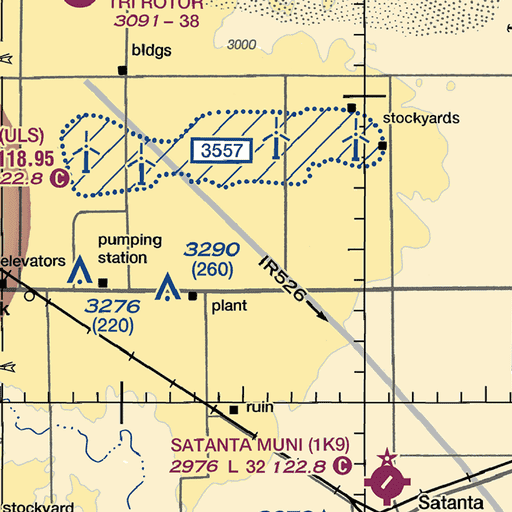 TRI ROTOR
3091 – 38
bldgs
3000
(ULS)
118.95
22.8 C
3557
stockyards
pumping
station
3290
(260)
elevators
3276
(220)
plant
IR526
k
ruin
SATANTA MUNI (1K9)
2976 L 32 122.8 C
Satanta
stockyard